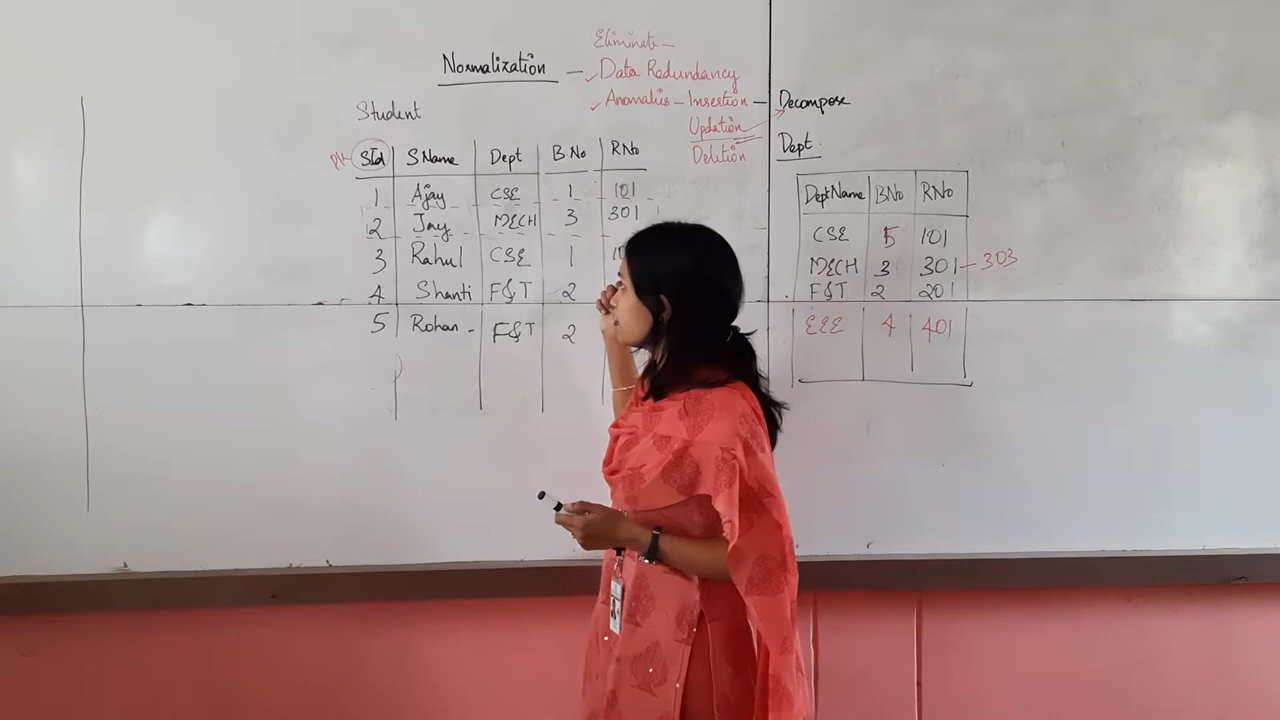 Eliminate -
Normalization - ✓ Data Redundancy
✓ Anomalies - Insertion - Decompose
Student
Updation
Deletion
Dept.
PK SId SName Dept B.No RNo
1 Ajay CSE 1 101
2 Jay MECH 3 301
3 Rahul CSE 1
4 Shanti F&T 2
5 Rohan - F&T 2
DeptName BNo RNo
CSE 5 101
MECH 3 301 - 303
F&T 2 201
EEE 4 401